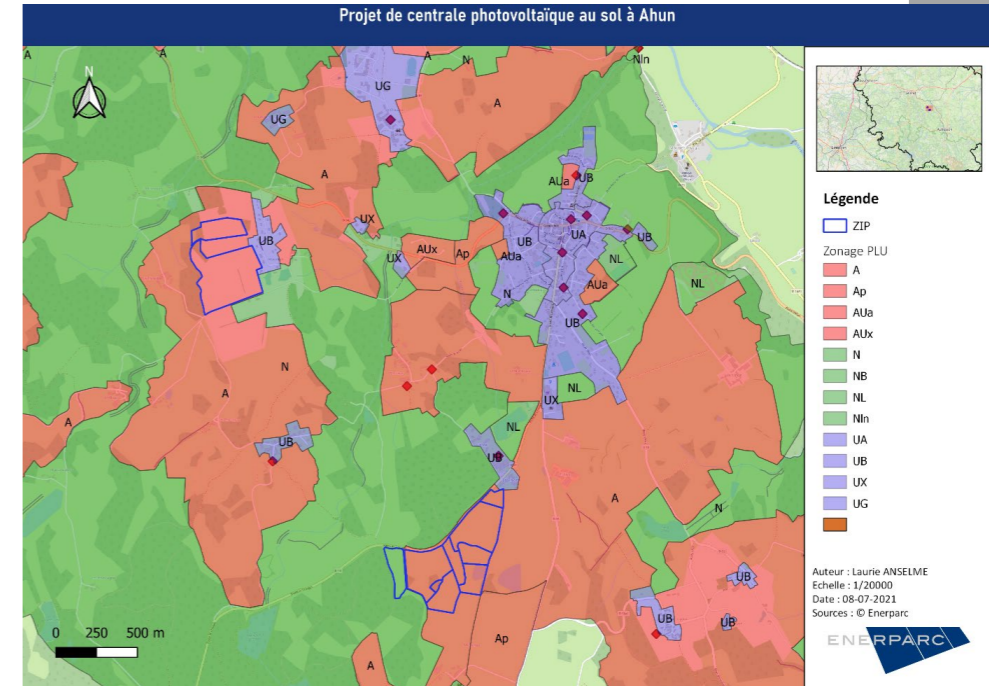 Projet de centrale photovoltaïque au sol à Ahun
A
A
A
N
NIn
N
UG
A
UG
A
AUa
UB
UX
UA
UB
UB
UB
AUx
Ap
AUa
UX
NL
N
AUa
NL
UB
N
A
NL
UX
A
NL
UB
UB
A
N
UB
UB
UB
Ap
A
0 250 500 m
Légende
ZIP
Zonage PLU
A
Ap
AUa
AUx
N
NB
NL
NIn
UA
UB
UX
UG
Auteur : Laurie ANSELME
Echelle : 1/20000
Date : 08-07-2021
Sources : © Enerparc
ENERPARC